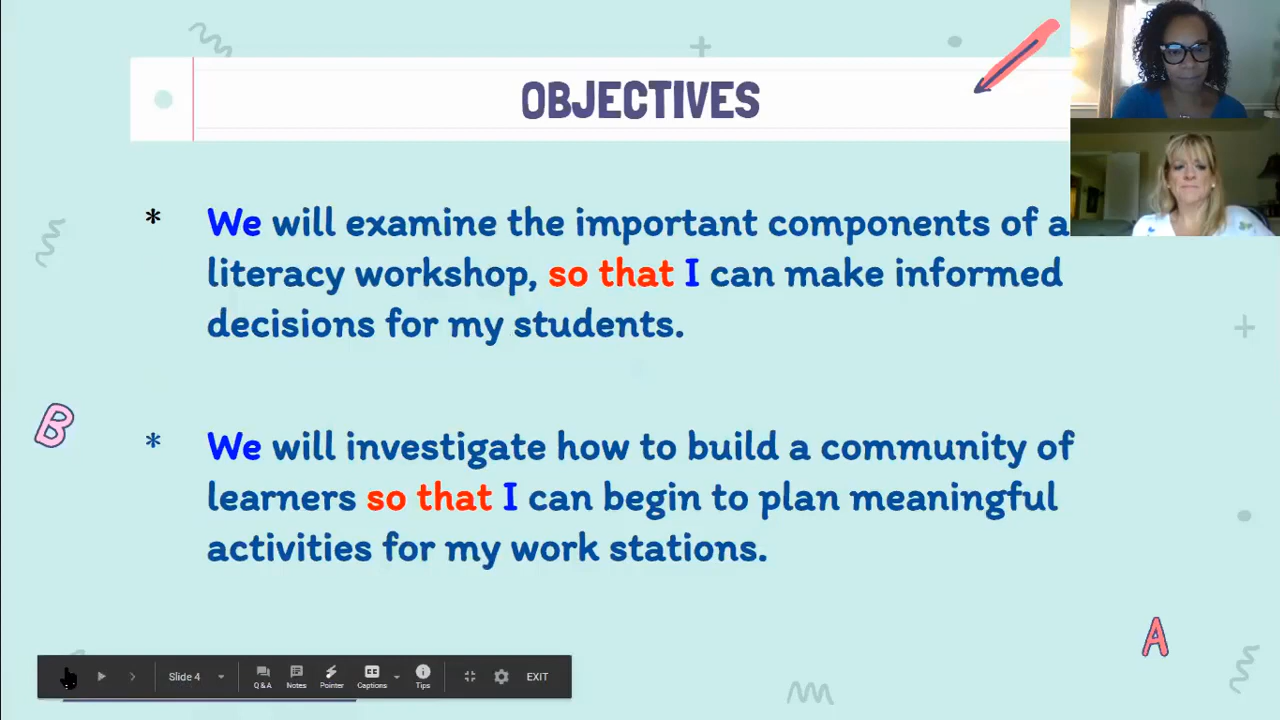 OBJECTIVES
* We will examine the important components of a
literacy workshop, so that I can make informed
decisions for my students.
B
* We will investigate how to build a community of
learners so that I can begin to plan meaningful
activities for my work stations.
A
Slide 4
Q&A
Notes
Pointer
CC
Captions
Tips
EXIT